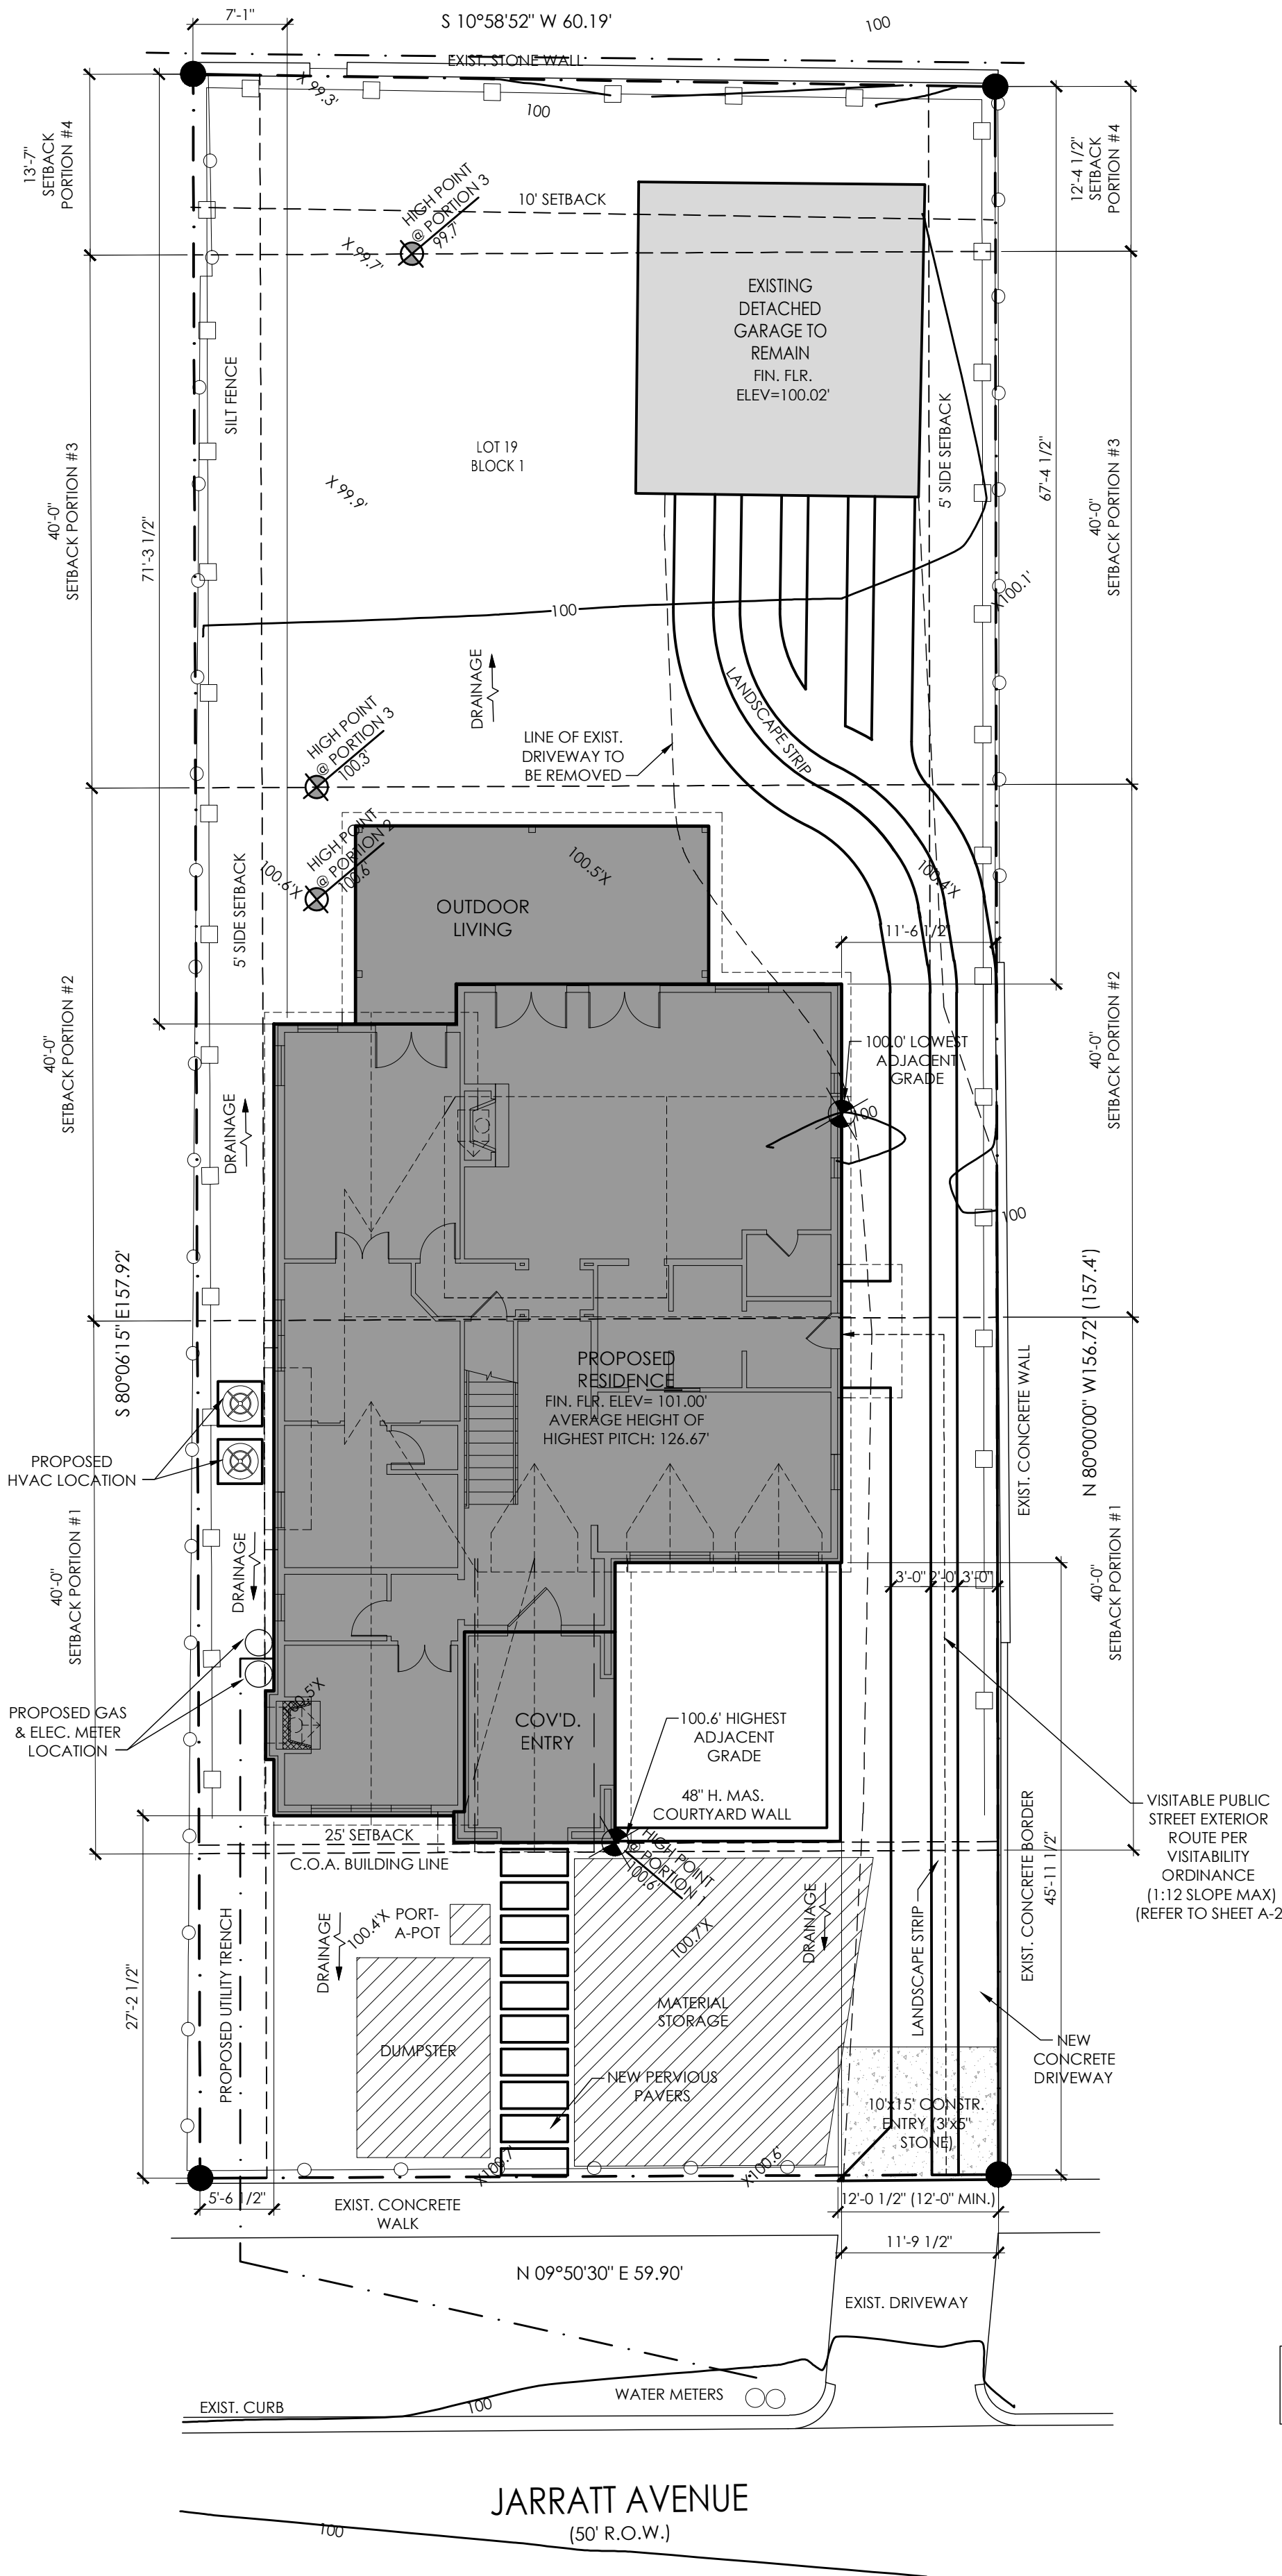 7'-1"
S 10°58'52" W 60.19'
100
EXIST. STONE WALL
X 99.3'
100
13'-7"
SETBACK
PORTION #4
12'-4 1/2"
SETBACK
PORTION #4
HIGH POINT
@ PORTION 3
99.7'
10' SETBACK
X 99.7'
EXISTING
DETACHED
GARAGE TO
REMAIN
FIN. FLR.
ELEV=100.02'
SILT FENCE
5' SIDE SETBACK
LOT 19
BLOCK 1
40'-0"
SETBACK PORTION #3
71'-3 1/2"
67'-4 1/2"
40'-0"
SETBACK PORTION #3
X 99.9'
X100.1'
100
DRAINAGE
LANDSCAPE STRIP
HIGH POINT
@ PORTION 3
100.3'
LINE OF EXIST.
DRIVEWAY TO
BE REMOVED
HIGH POINT
@ PORTION 2
100.6'
100.6'X
100.5'X
100.4'X
5' SIDE SETBACK
OUTDOOR
LIVING
11'-6 1/2"
40'-0"
SETBACK PORTION #2
40'-0"
SETBACK PORTION #2
100.0' LOWEST
ADJACENT
GRADE
100
DRAINAGE
100
S 80°06'15" E157.92'
N 80°00'00" W156.72' (157.4')
PROPOSED
RESIDENCE
FIN. FLR. ELEV= 101.00'
AVERAGE HEIGHT OF
HIGHEST PITCH: 126.67'
EXIST. CONCRETE WALL
PROPOSED
HVAC LOCATION
40'-0"
SETBACK PORTION #1
40'-0"
SETBACK PORTION #1
DRAINAGE
3'-0"
2'-0"
3'-0"
PROPOSED GAS
& ELEC. METER
LOCATION
COV'D.
ENTRY
100.6' HIGHEST
ADJACENT
GRADE
48" H. MAS.
COURTYARD WALL
VISITABLE PUBLIC
STREET EXTERIOR
ROUTE PER
VISITABILITY
ORDINANCE
(1:12 SLOPE MAX)
(REFER TO SHEET A-2
25' SETBACK
C.O.A. BUILDING LINE
HIGH POINT
@ PORTION 1
100.6'
EXIST. CONCRETE BORDER
45'-11 1/2"
PROPOSED UTILITY TRENCH
DRAINAGE
100.4'X
PORT-
A-POT
100.7'X
DRAINAGE
LANDSCAPE STRIP
27'-2 1/2"
MATERIAL
STORAGE
DUMPSTER
NEW PERVIOUS
PAVERS
NEW
CONCRETE
DRIVEWAY
10'x15' CONSTR.
ENTRY (3'x5"
STONE)
X100.7'
X100.6'
5'-6 1/2"
EXIST. CONCRETE
WALK
12'-0 1/2" (12'-0" MIN.)
11'-9 1/2"
N 09°50'30" E 59.90'
EXIST. DRIVEWAY
WATER METERS
EXIST. CURB
100
JARRATT AVENUE
(50' R.O.W.)
100